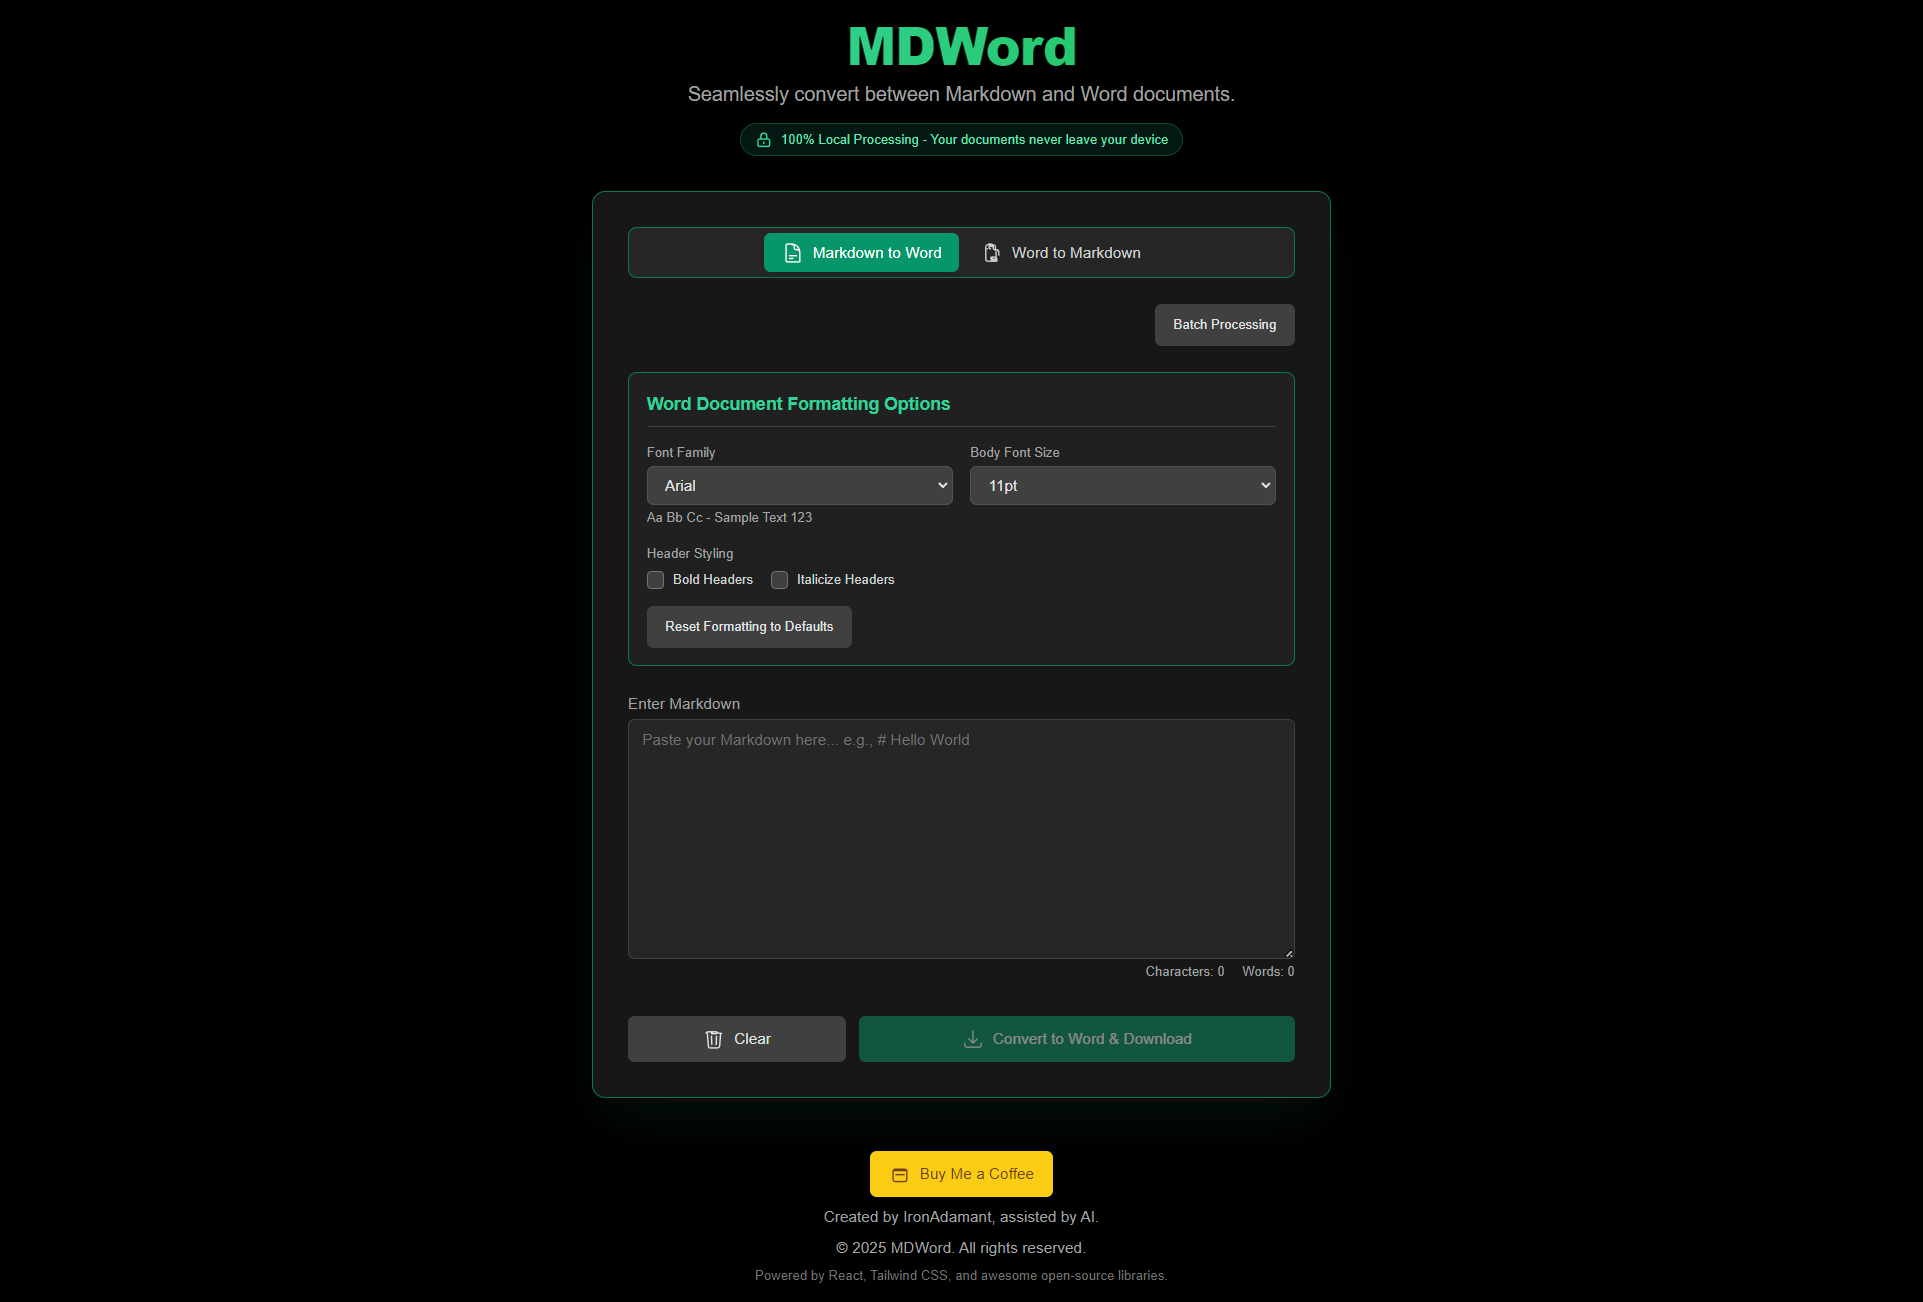 MDWord
Seamlessly convert between Markdown and Word documents.
100% Local Processing - Your documents never leave your device
Markdown to Word
Word to Markdown
Batch Processing
Word Document Formatting Options
Font Family
Body Font Size
Arial
11pt
Aa Bb Cc - Sample Text 123
Header Styling
Bold Headers
Italicize Headers
Reset Formatting to Defaults
Enter Markdown
Paste your Markdown here... e.g., # Hello World
Characters: 0
Words: 0
Clear
Convert to Word & Download
Buy Me a Coffee
Created by IronAdamant, assisted by AI.
© 2025 MDWord. All rights reserved.
Powered by React, Tailwind CSS, and awesome open-source libraries.